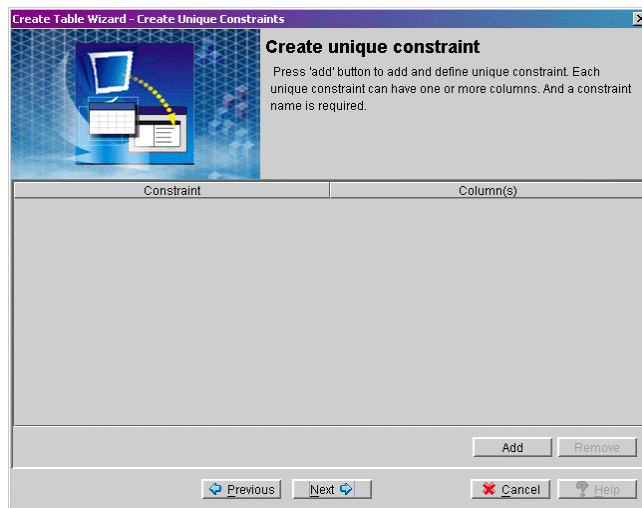 Create Table Wizard - Create Unique Constraints
Create unique constraint
Press 'add' button to add and define unique constraint. Each
unique constraint can have one or more columns. And a constraint
name is required.
Constraint Column(s)
Add Remove
Previous Next Cancel Help